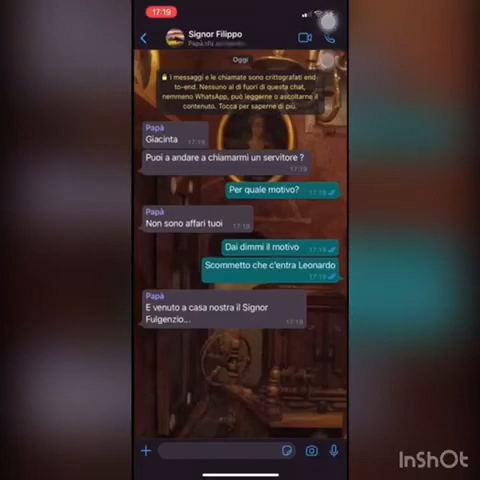 17:19
Signor Filippo
Oggi
I messaggi e le chiamate sono crittografati end-
to-end. Nessuno al di fuori di questa chat,
nemmeno WhatsApp, può leggerne o ascoltarne il
contenuto. Tocca per saperne di più.
Papà
Giacinta
17:19
Puoi a andare a chiamarmi un servitore ?
17:19
Per quale motivo?
17:19
Papà
Non sono affari tuoi
17:19
Dai dimmi il motivo
17:19
Scommetto che c'entra Leonardo
17:19
Papà
E venuto a casa nostra il Signor
Fulgenzio...
17:19
InShOt